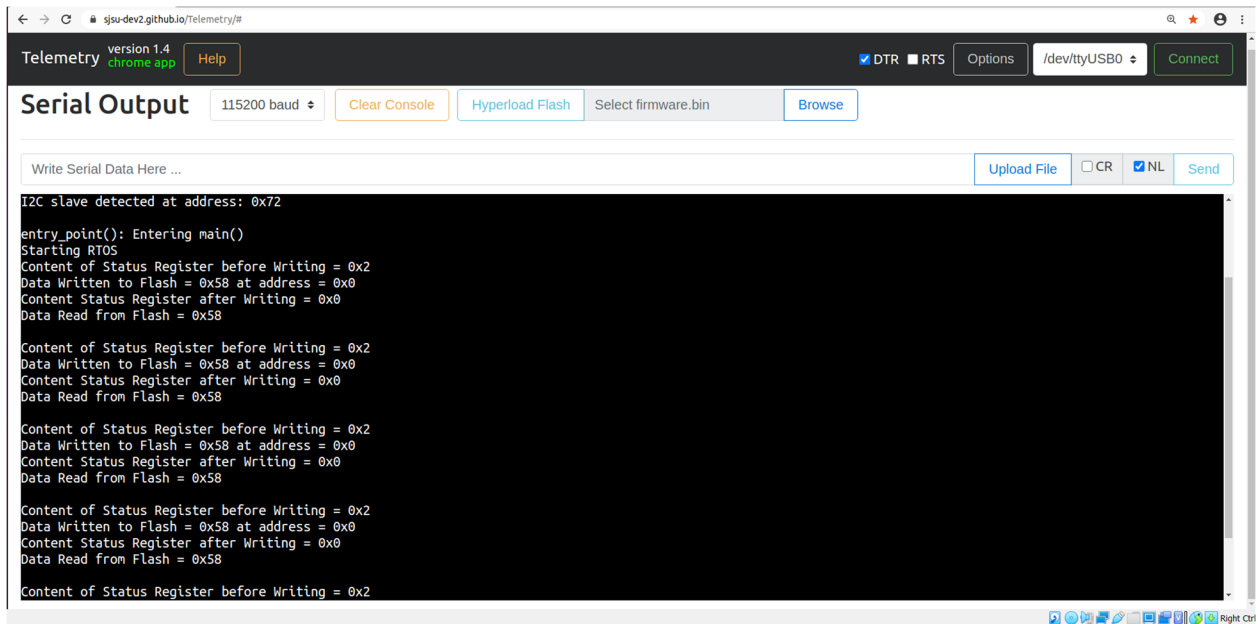 sjsu-dev2.github.io/Telemetry/#
Telemetry version 1.4 chrome app Help DTR RTS Options /dev/ttyUSB0 Connect
Serial Output 115200 baud Clear Console Hyperload Flash Select firmware.bin Browse
Write Serial Data Here ... Upload File CR NL Send
I2C slave detected at address: 0x72
entry_point(): Entering main()
Starting RTOS
Content of Status Register before Writing = 0x2
Data Written to Flash = 0x58 at address = 0x0
Content Status Register after Writing = 0x0
Data Read from Flash = 0x58
Content of Status Register before Writing = 0x2
Data Written to Flash = 0x58 at address = 0x0
Content Status Register after Writing = 0x0
Data Read from Flash = 0x58
Content of Status Register before Writing = 0x2
Data Written to Flash = 0x58 at address = 0x0
Content Status Register after Writing = 0x0
Data Read from Flash = 0x58
Content of Status Register before Writing = 0x2
Data Written to Flash = 0x58 at address = 0x0
Content Status Register after Writing = 0x0
Data Read from Flash = 0x58
Content of Status Register before Writing = 0x2
Right Ctrl